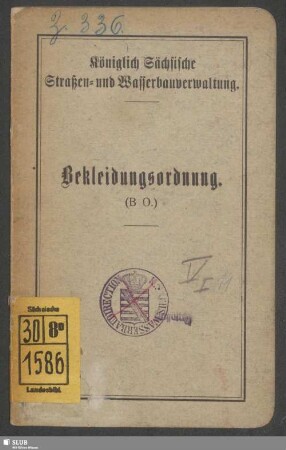 Z. 336.
Königlich Sächsische
Straßen- und Wasserbauverwaltung.
Bekleidungsordnung.
(B O.)
V
I
Sächsische
30 8°
1586
Landesbibl.
SLUB